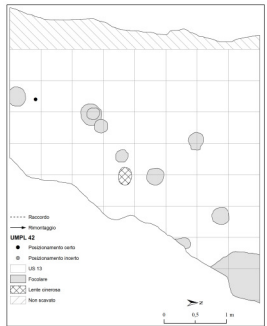 Raccordo
Rimontaggio
UMPL 42
Posizionamento certo
Posizionamento incerto
US 13
Focolare
Lente cinerosa
Non scavato
z
0 0,5 1 m